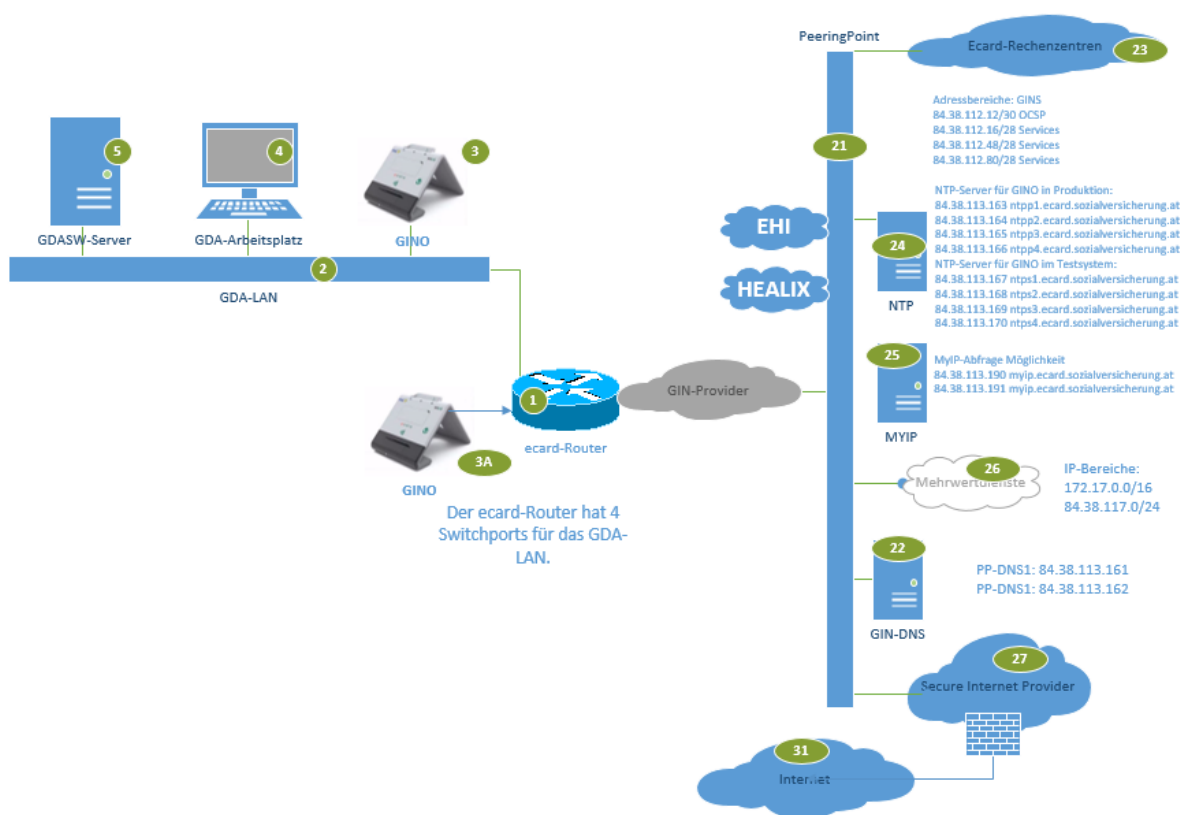 PeeringPoint
Ecard-Rechenzentren
23
Adressbereiche: GINS
84.38.112.12/30 OCSP
84.38.112.16/28 Services
84.38.112.48/28 Services
84.38.112.80/28 Services
21
5
4
3
GDASW-Server
GDA-Arbeitsplatz
GINO
2
GDA-LAN
EHI
HEALIX
NTP-Server für GINO in Produktion:
84.38.113.163 ntpp1.ecard.sozialversicherung.at
84.38.113.164 ntpp2.ecard.sozialversicherung.at
84.38.113.165 ntpp3.ecard.sozialversicherung.at
84.38.113.166 ntpp4.ecard.sozialversicherung.at
NTP-Server für GINO im Testsystem:
84.38.113.167 ntps1.ecard.sozialversicherung.at
84.38.113.168 ntps2.ecard.sozialversicherung.at
84.38.113.169 ntps3.ecard.sozialversicherung.at
84.38.113.170 ntps4.ecard.sozialversicherung.at
24
NTP
25
MyIP-Abfrage Möglichkeit
84.38.113.190 myip.ecard.sozialversicherung.at
84.38.113.191 myip.ecard.sozialversicherung.at
MYIP
1
ecard-Router
GIN-Provider
3A
GINO
Der ecard-Router hat 4
Switchports für das GDA-
LAN.
26
Mehrwertdienste
IP-Bereiche:
172.17.0.0/16
84.38.117.0/24
22
PP-DNS1: 84.38.113.161
PP-DNS1: 84.38.113.162
GIN-DNS
27
Secure Internet Provider
31
Internet